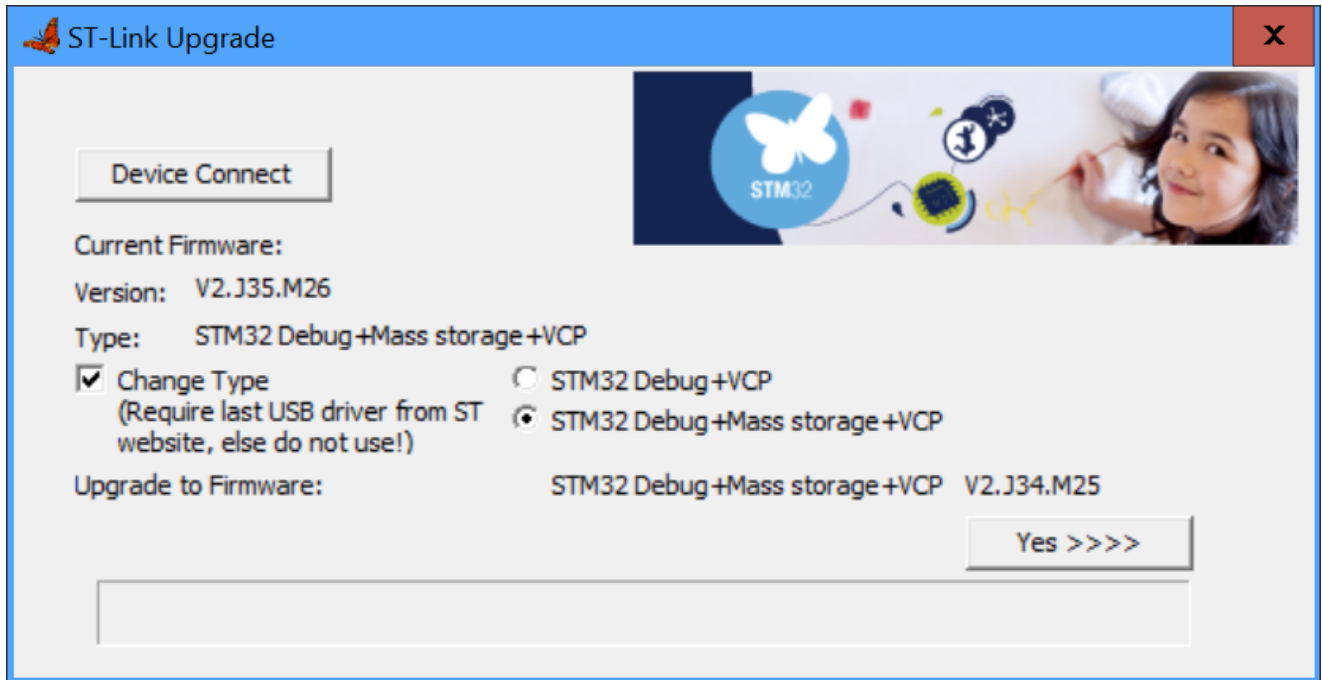 ST-Link Upgrade
X
STM32
Device Connect
Current Firmware:
Version: V2.J35.M26
Type: STM32 Debug+Mass storage+VCP
Change Type
(Require last USB driver from ST
website, else do not use!)
STM32 Debug+VCP
STM32 Debug+Mass storage+VCP
Upgrade to Firmware: STM32 Debug+Mass storage+VCP V2.J34.M25
Yes >>>>